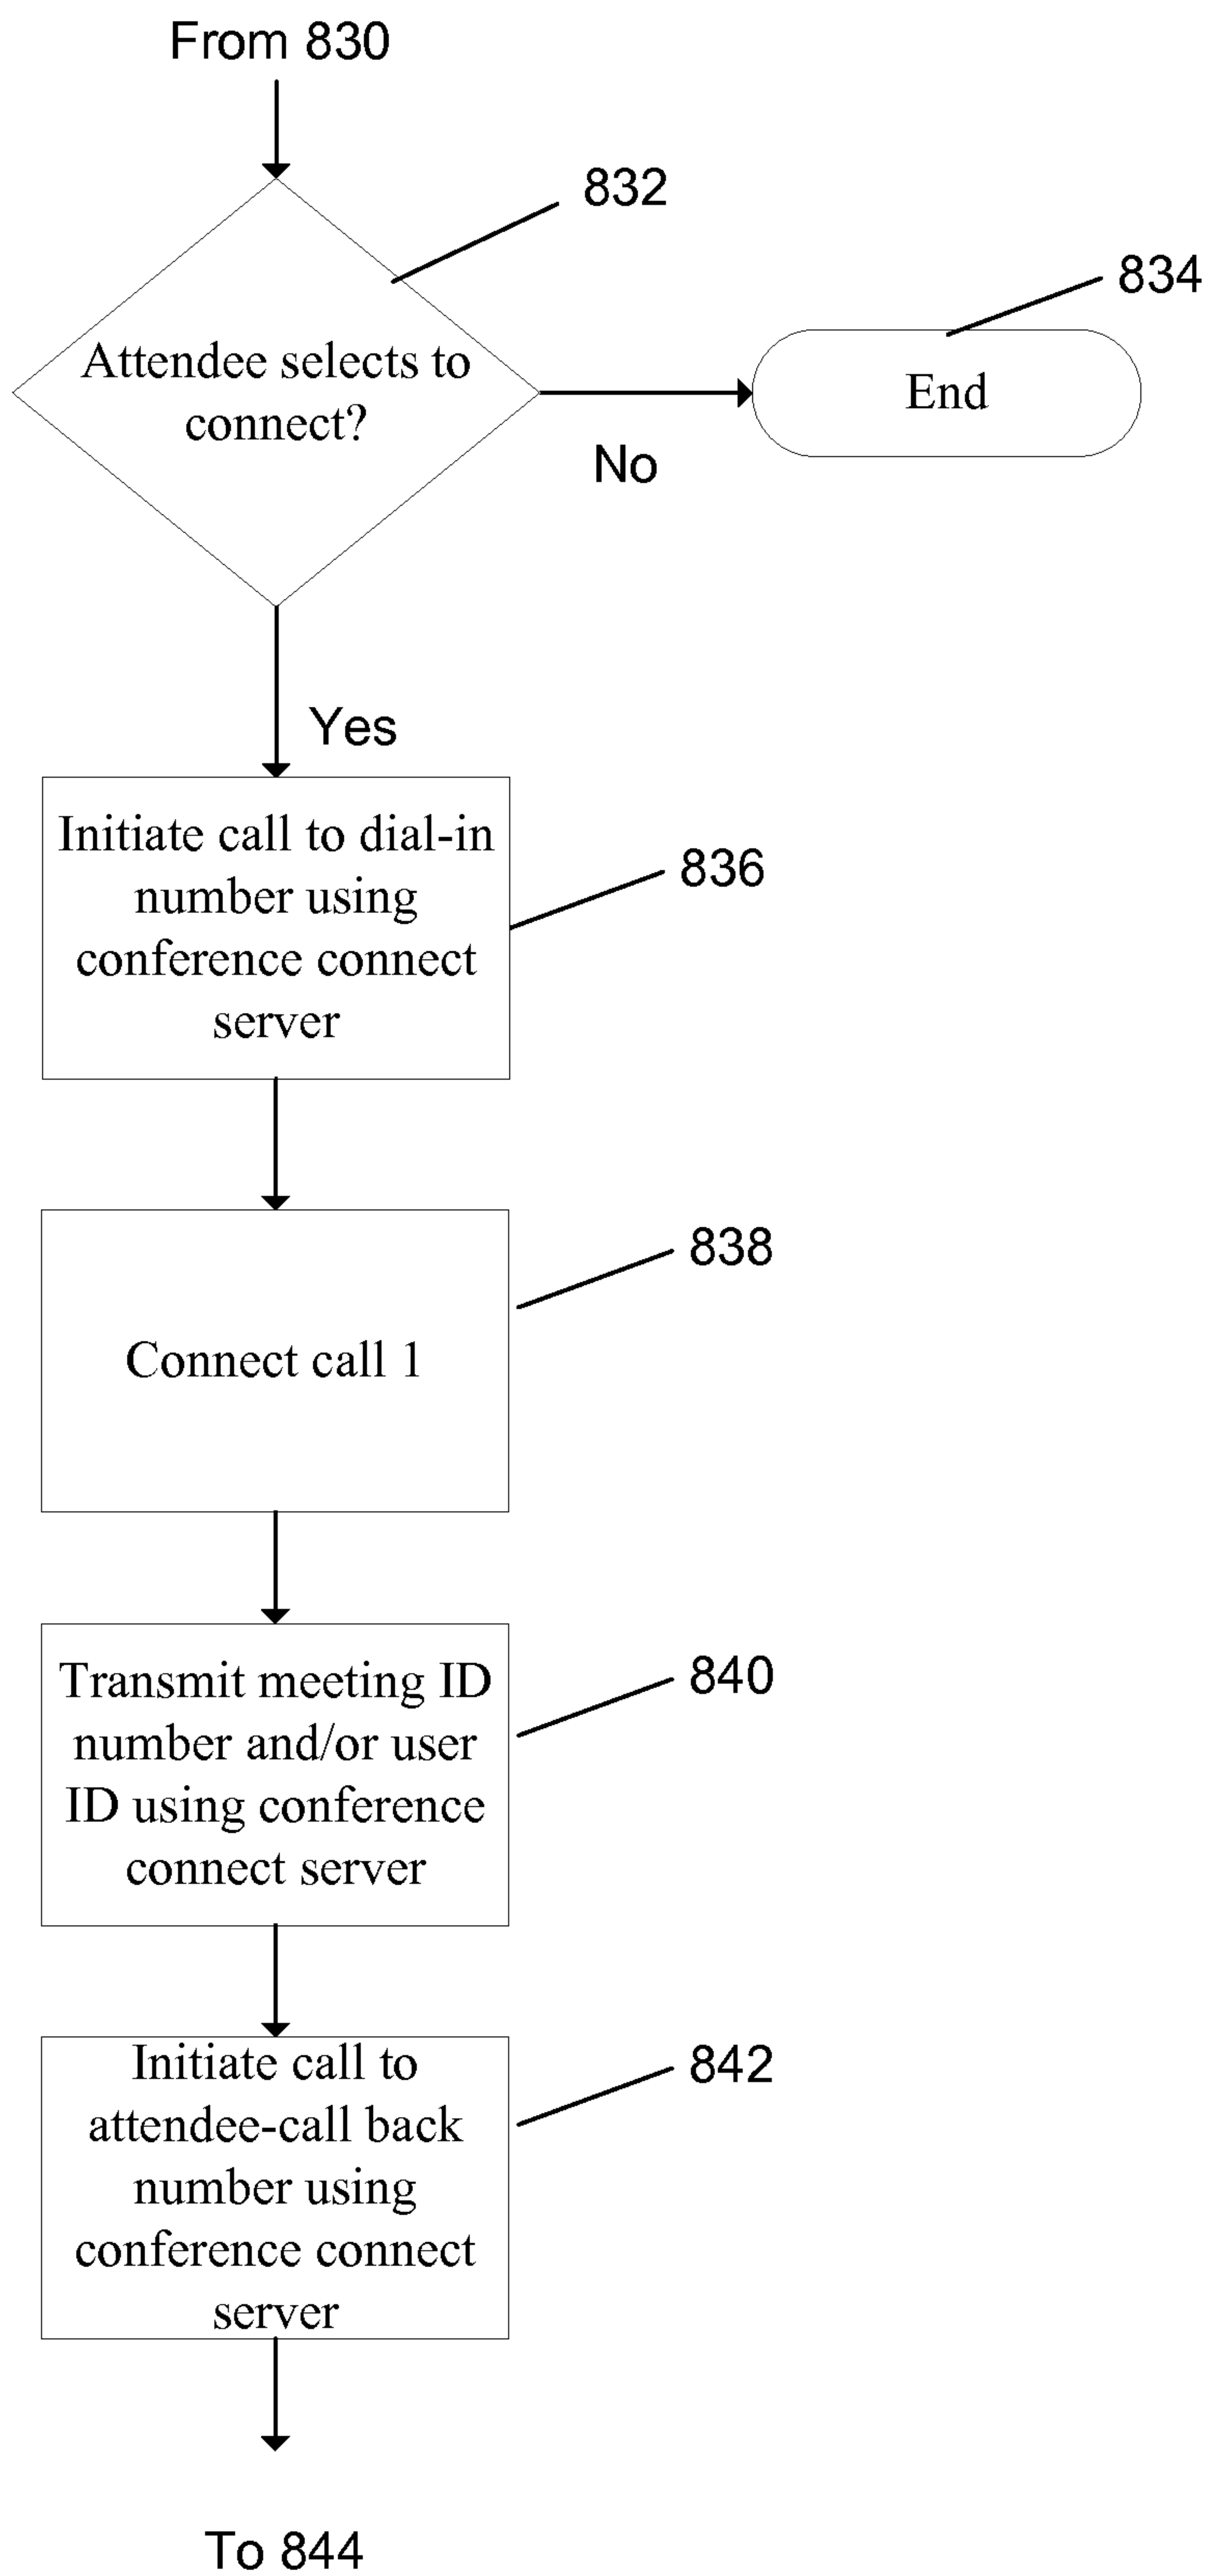 From 830
832
834
Attendee selects to
connect?
End
No
Yes
Initiate call to dial-in
number using
conference connect
server
836
838
Connect call 1
Transmit meeting ID
number and/or user
ID using conference
connect server
840
Initiate call to
attendee-call back
number using
conference connect
server
842
To 844